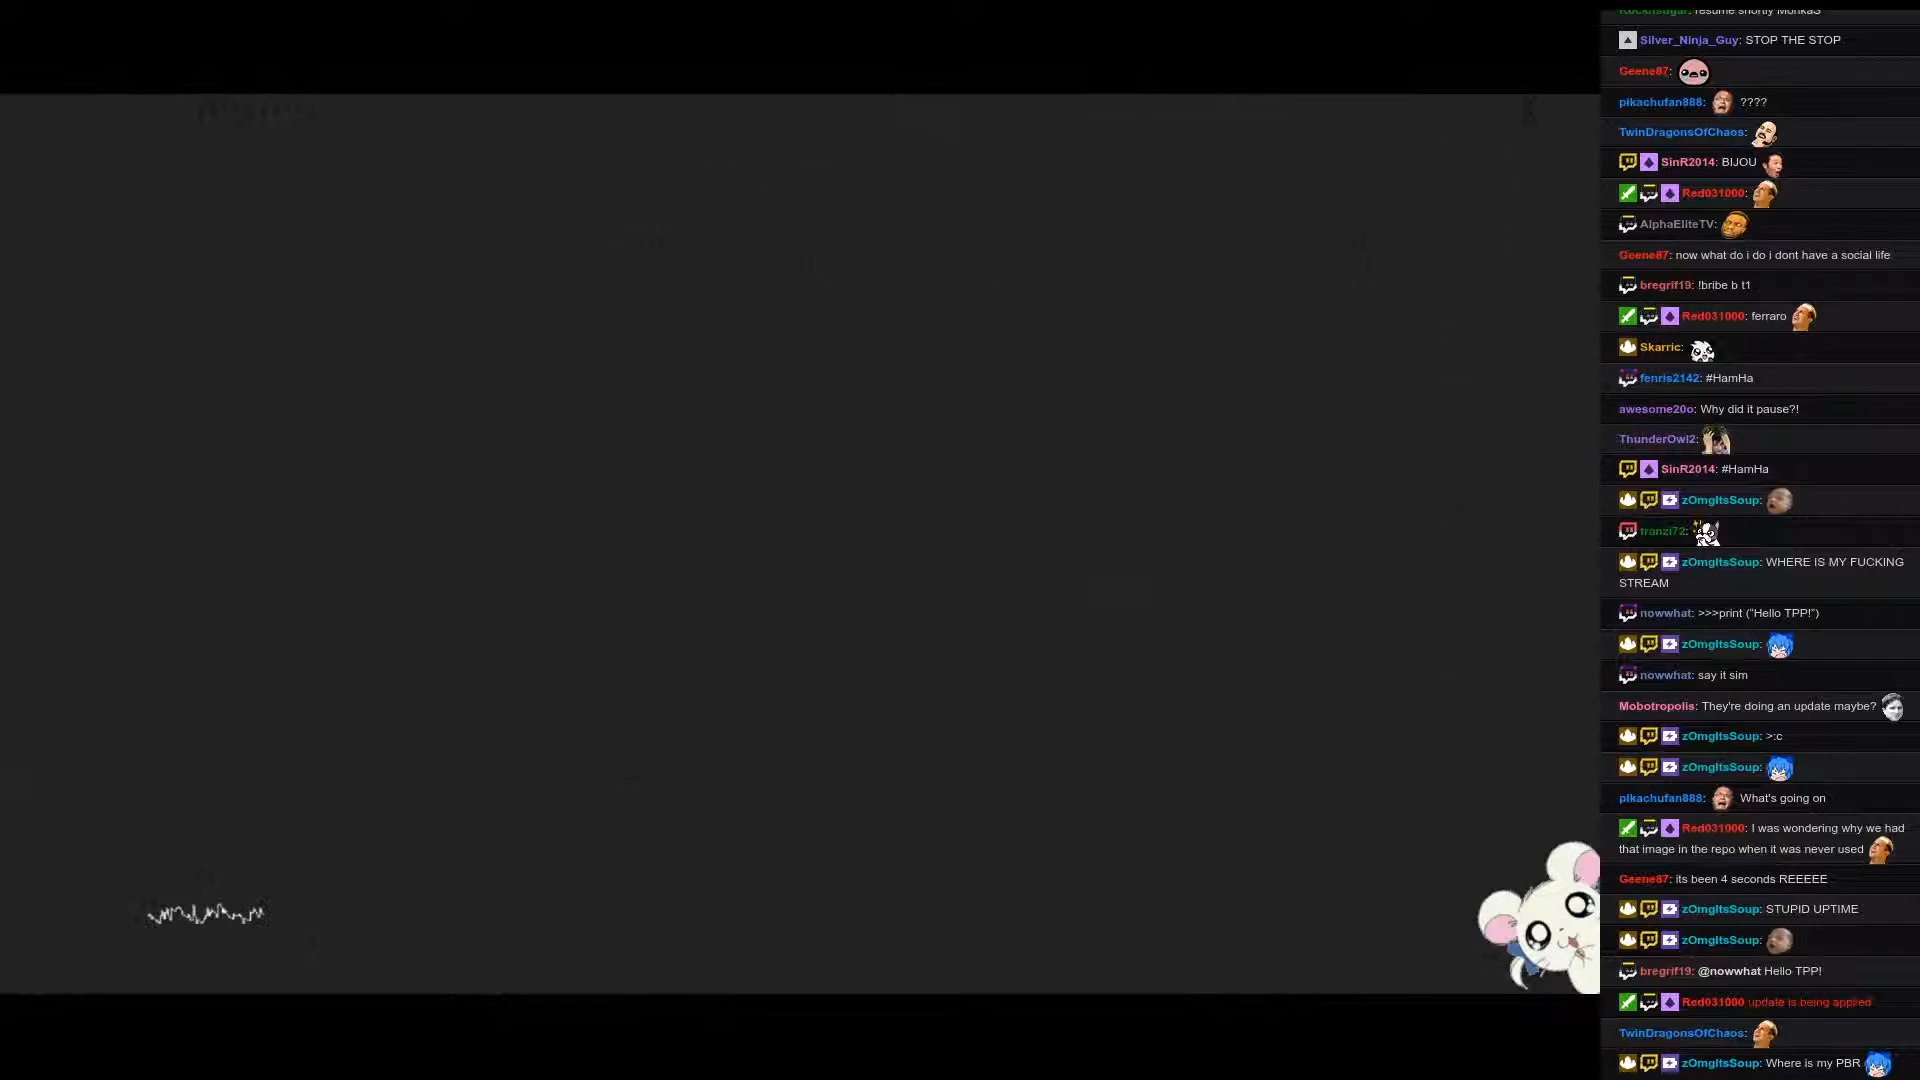 Silver_Ninja_Guy: STOP THE STOP
Geene87:
pikachufan888: ????
TwinDragonsOfChaos:
SinR2014: BIJOU
Red031000:
AlphaEliteTV:
Geene87: now what do i do i dont have a social life
bregrif19: !bribe b t1
Red031000: ferraro
Skarric:
fenris2142: #HamHa
awesome20o: Why did it pause?!
ThunderOwl2:
SinR2014: #HamHa
zOmgItsSoup:
tranzi72:
zOmgItsSoup: WHERE IS MY FUCKING
STREAM
nowwhat: >>>print ("Hello TPP!")
zOmgItsSoup:
nowwhat: say it sim
Mobotropolis: They're doing an update maybe?
zOmgItsSoup: >:c
zOmgItsSoup:
pikachufan888: What's going on
Red031000: I was wondering why we had
that image in the repo when it was never used
Geene87: its been 4 seconds REEEEE
zOmgItsSoup: STUPID UPTIME
zOmgItsSoup:
bregrif19: @nowwhat Hello TPP!
Red031000 update is being applied
TwinDragonsOfChaos:
zOmgItsSoup: Where is my PBR